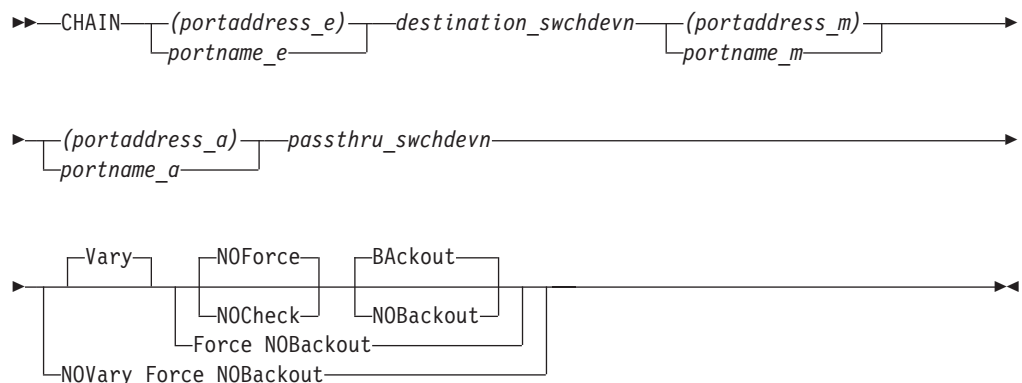 CHAIN (portaddress_e) destination_swchdevn (portaddress_m)
portname_e portname_m
(portaddress_a) passthru_swchdevn
portname_a
Vary NOForce BAckout
NOCheck NOBackout
Force NOBackout
NOVary Force NOBackout